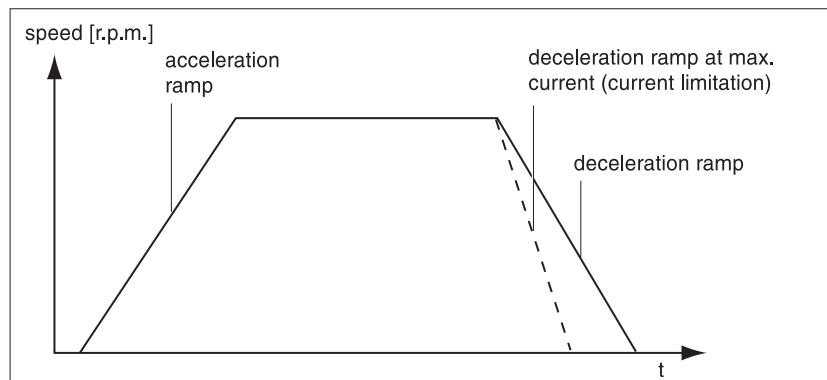 speed [r.p.m.]
acceleration
ramp
deceleration ramp at max.
current (current limitation)
deceleration ramp
t